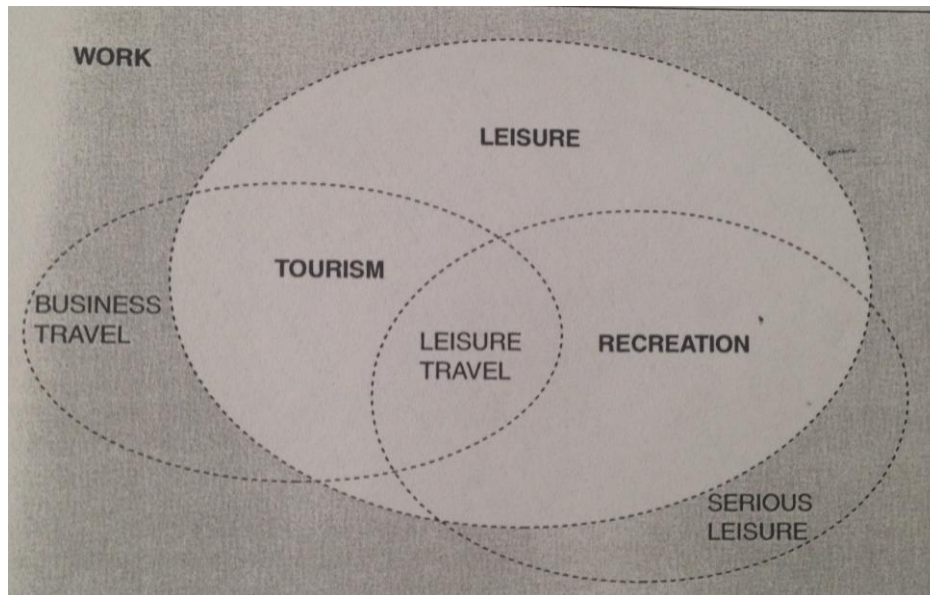 WORK
LEISURE
TOURISM
BUSINESS
TRAVEL
LEISURE
TRAVEL
RECREATION
SERIOUS
LEISURE